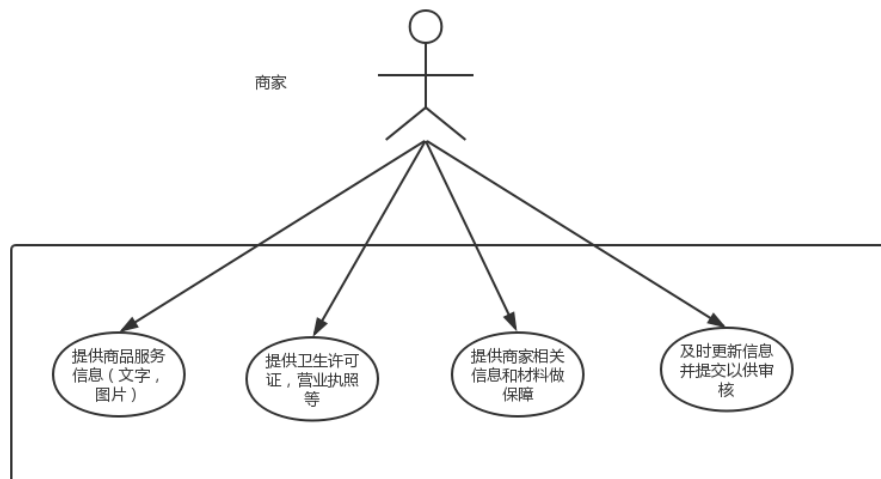 商家
提供商品服务
信息（文字，
图片）
提供卫生许可
证，营业执照
等
提供商家相关
信息和材料做
保障
及时更新信息
并提交以供审
核